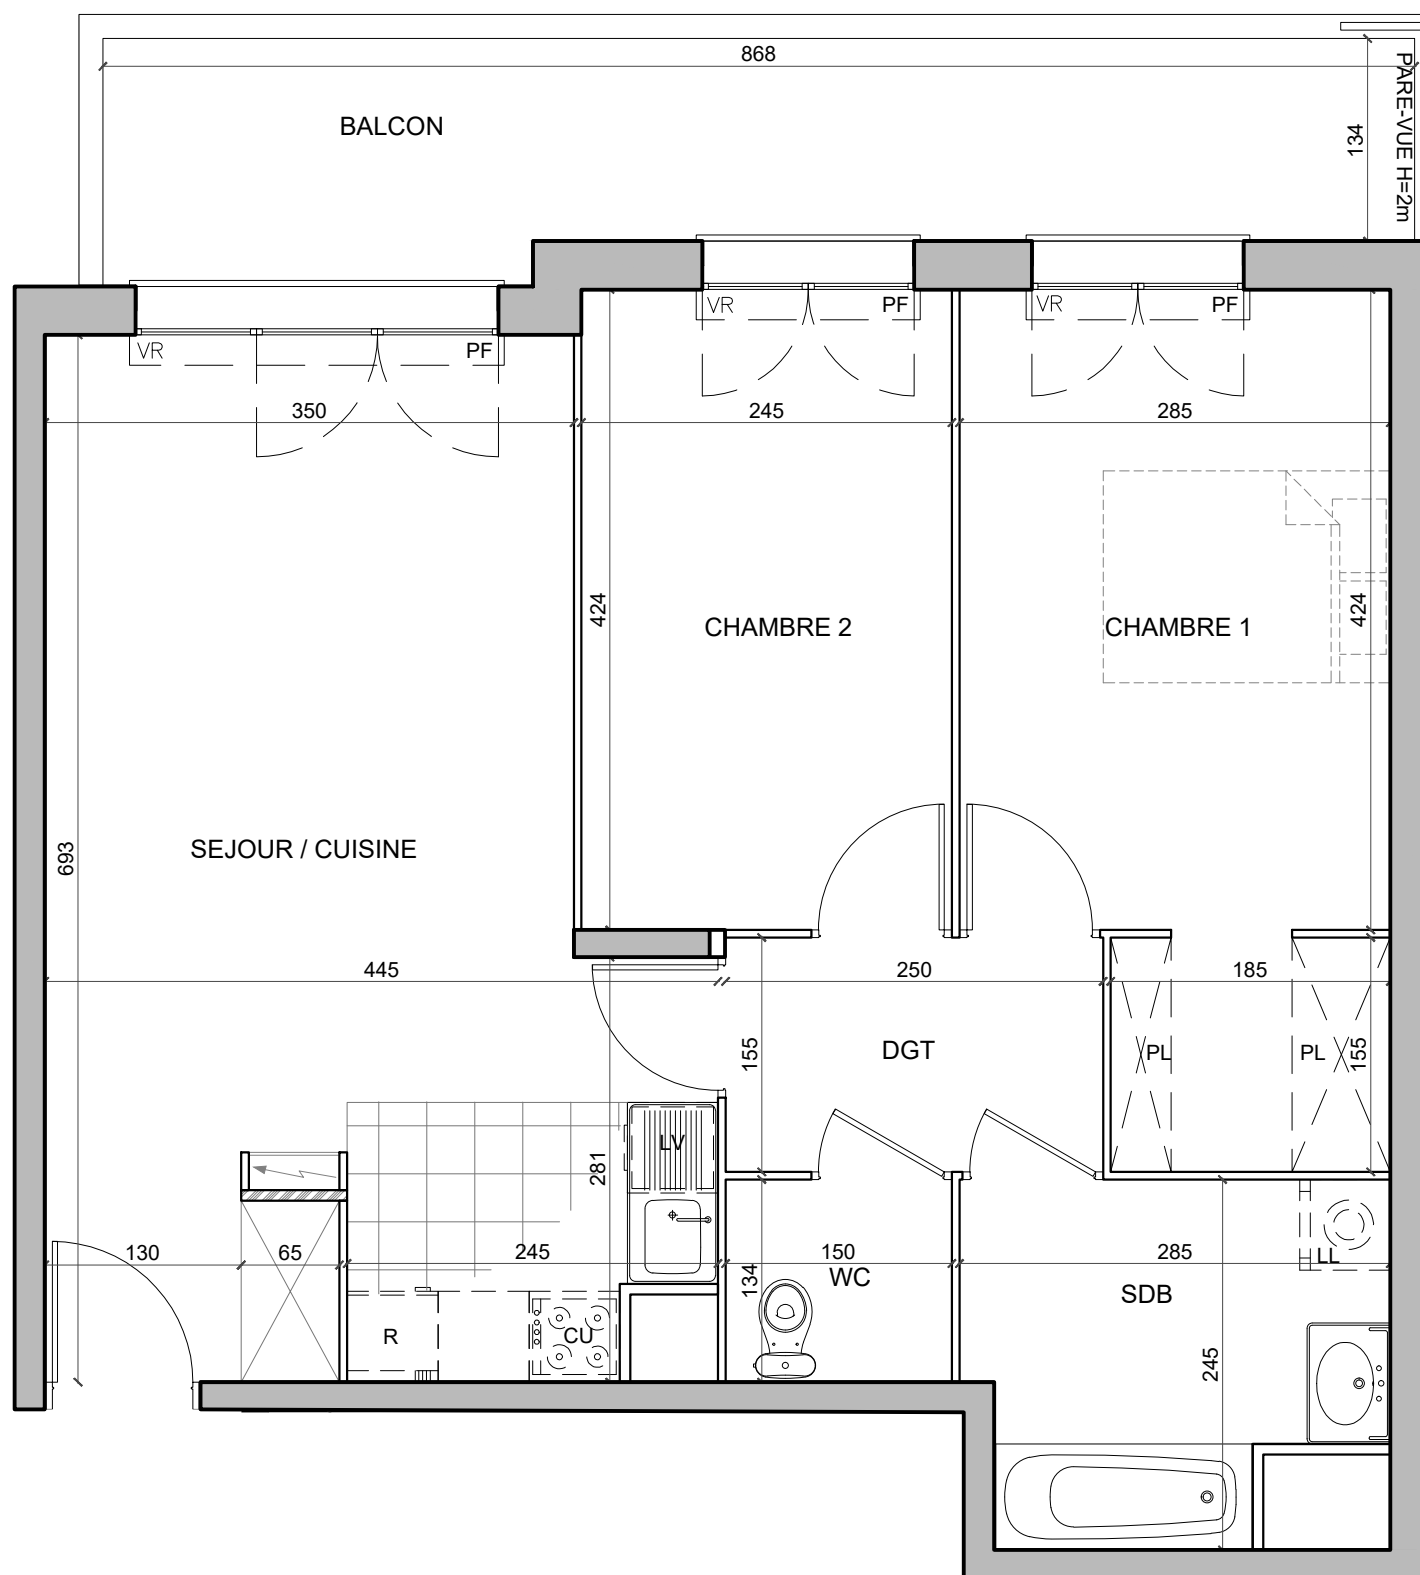 868
BALCON
134
PARE-VUE H=2m
VR
PF
VR
PF
VR
PF
350
245
285
424
CHAMBRE 2
CHAMBRE 1
424
693
SEJOUR / CUISINE
445
250
185
155
DGT
PL
PL
155
LV
281
130
65
245
150
285
LL
134
WC
SDB
R
CU
245